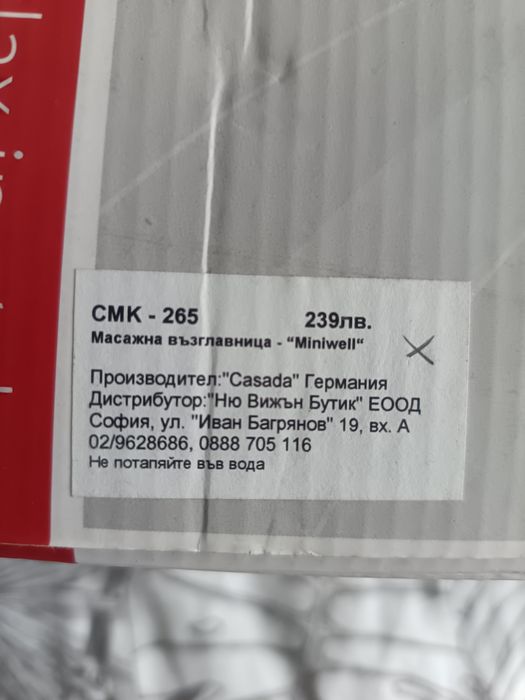 СМК - 265 239лв.
Масажна възглавница - "Miniwell"
Производител:"Casada" Германия
Дистрибутор:"Ню Вижън Бутик" ЕООД
София, ул. "Иван Багрянов" 19, вх. А
02/9628686, 0888 705 116
Не потапяйте във вода